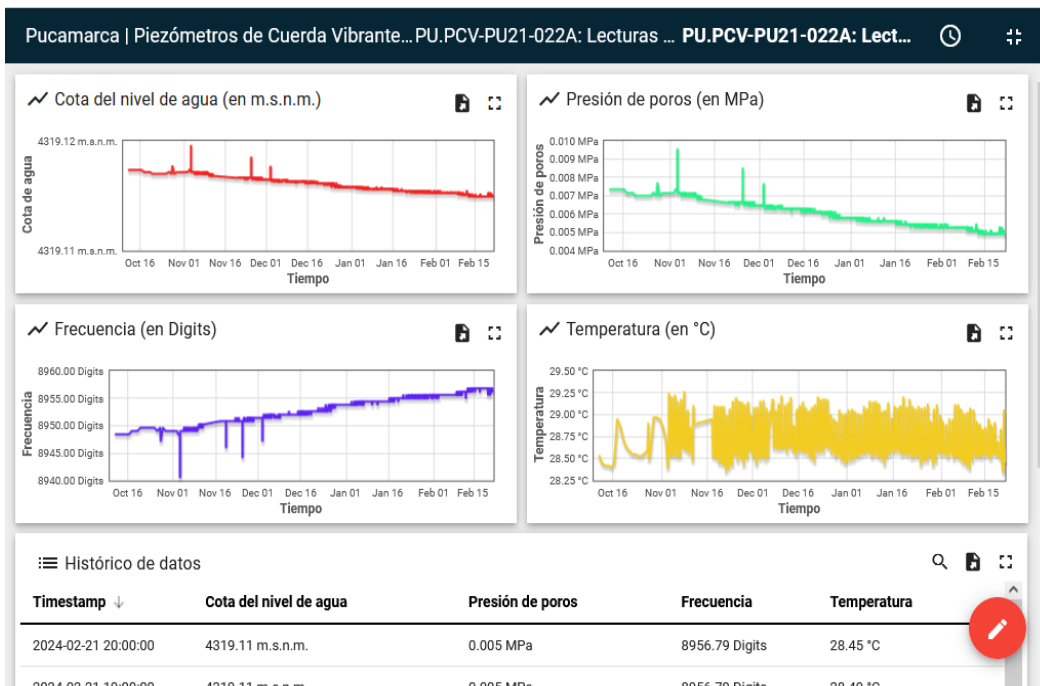 Pucamarca | Piezómetros de Cuerda Vibrante... PU.PCV-PU21-022A: Lecturas ... PU.PCV-PU21-022A: Lect...
Cota del nivel de agua (en m.s.n.m.)
4319.12 m.s.n.m.
4319.11 m.s.n.m.
Cota de agua
Oct 16 Nov 01 Nov 16 Dec 01 Dec 16 Jan 01 Jan 16 Feb 01 Feb 15
Tiempo
Presión de poros (en MPa)
0.010 MPa
0.009 MPa
0.008 MPa
0.007 MPa
0.006 MPa
0.005 MPa
0.004 MPa
Presión de poros
Oct 16 Nov 01 Nov 16 Dec 01 Dec 16 Jan 01 Jan 16 Feb 01 Feb 15
Tiempo
Frecuencia (en Digits)
8960.00 Digits
8955.00 Digits
8950.00 Digits
8945.00 Digits
8940.00 Digits
Frecuencia
Oct 16 Nov 01 Nov 16 Dec 01 Dec 16 Jan 01 Jan 16 Feb 01 Feb 15
Tiempo
Temperatura (en °C)
29.50 °C
29.25 °C
29.00 °C
28.75 °C
28.50 °C
28.25 °C
Temperatura
Oct 16 Nov 01 Nov 16 Dec 01 Dec 16 Jan 01 Jan 16 Feb 01 Feb 15
Tiempo
Histórico de datos
Timestamp Cota del nivel de agua Presión de poros Frecuencia Temperatura
2024-02-21 20:00:00 4319.11 m.s.n.m. 0.005 MPa 8956.79 Digits 28.45 °C